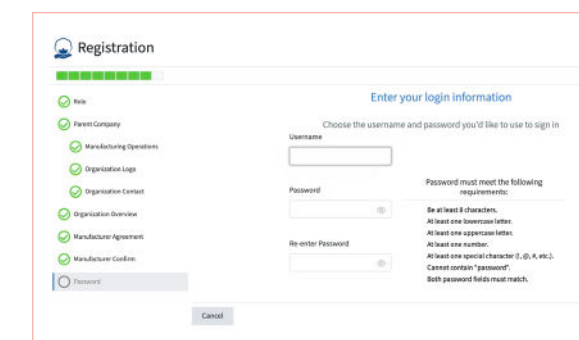 Registration
Role
Parent Company
Manufacturing Operations
Organization Logo
Organization Contact
Organization Overview
Manufacturer Agreement
Manufacturer Confirm
Password
Enter your login information
Choose the username and password you'd like to use to sign in
Username
Password
Re-enter Password
Password must meet the following
requirements:
Be at least 8 characters.
At least one lowercase letter.
At least one uppercase letter.
At least one number.
At least one special character (!, @, #, etc.).
Cannot contain "password".
Both password fields must match.
Cancel